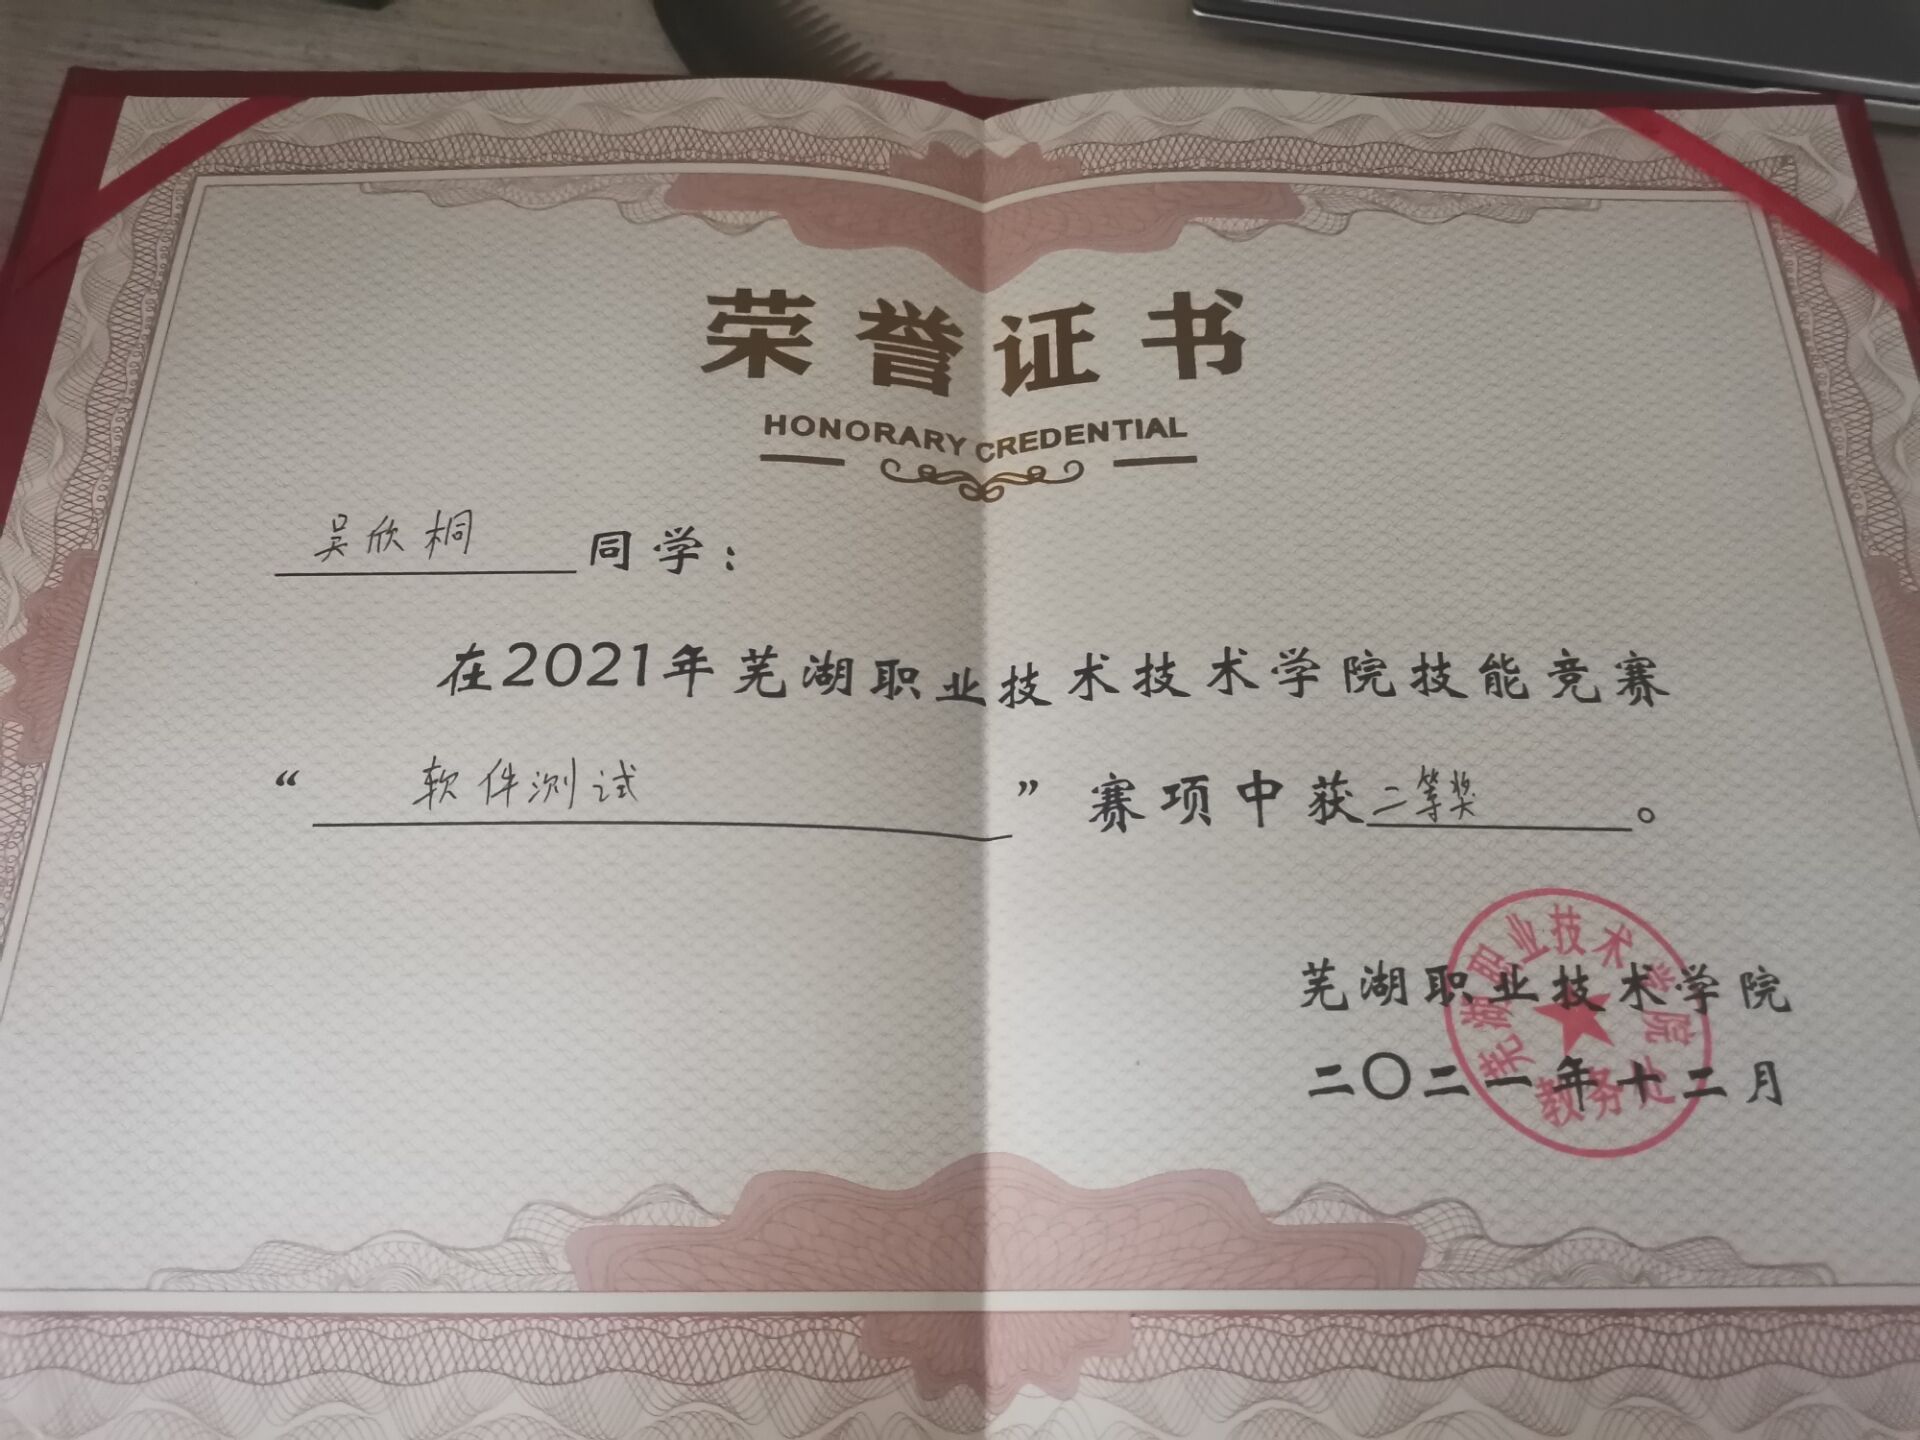 荣誉证书
HONORARY CREDENTIAL
吴欣桐同学：
在2021年芜湖职业技术技术学院技能竞赛
“软件测试”赛项中获二等奖。
芜湖职业技术学院
二〇二一年十二月
芜湖职业技术学院
教务处